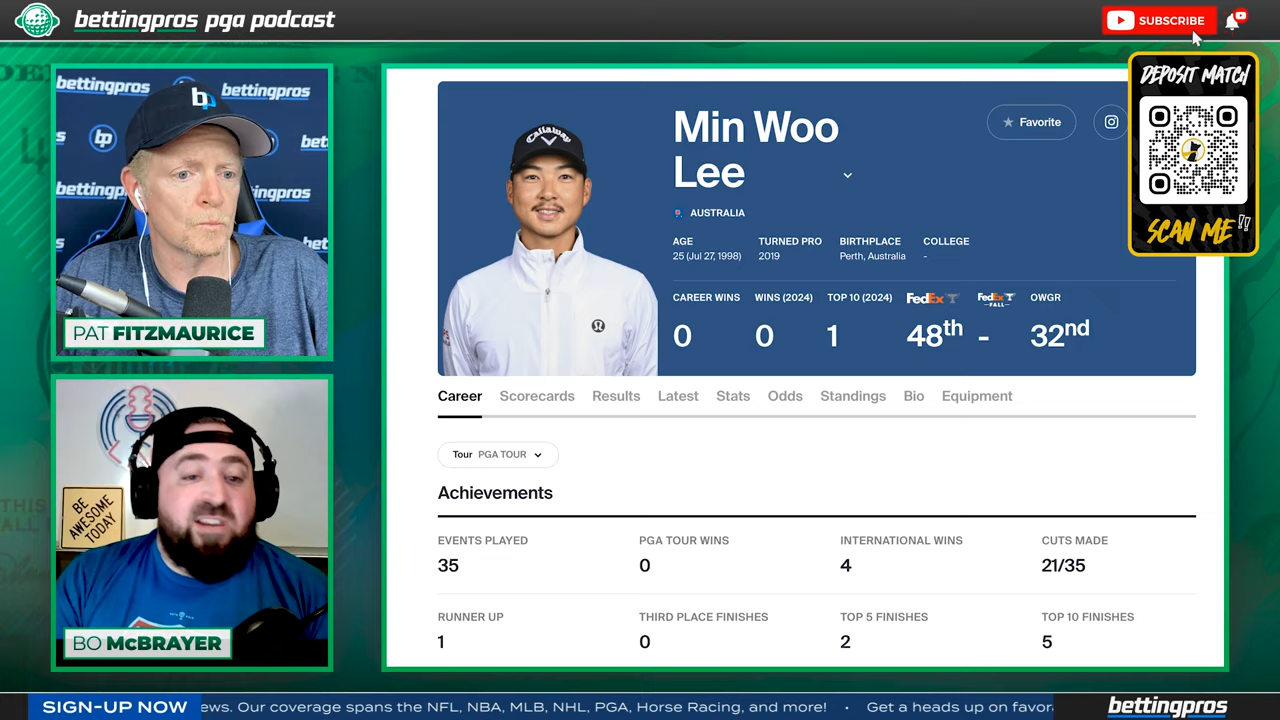 bettingpros pga podcast
SUBSCRIBE
DEPOSIT MATCH
SCAN ME!!
bettingpros
bettingpros
bp
bp
bettingpros
PAT FITZMAURICE
BE
AWESOME
TODAY
BO McBRAYER
Callaway
Min Woo
Lee
Favorite
AUSTRALIA
AGE TURNED PRO BIRTHPLACE COLLEGE
25 (Jul 27, 1998) 2019 Perth, Australia -
CAREER WINS WINS (2024) TOP 10 (2024) FedEx FedEx FALL OWGR
0 0 1 48th - 32nd
Career Scorecards Results Latest Stats Odds Standings Bio Equipment
Tour PGA TOUR
Achievements
EVENTS PLAYED PGA TOUR WINS INTERNATIONAL WINS CUTS MADE
35 0 4 21/35
RUNNER UP THIRD PLACE FINISHES TOP 5 FINISHES TOP 10 FINISHES
1 0 2 5
SIGN-UP NOW ews. Our coverage spans the NFL, NBA, MLB, NHL, PGA, Horse Racing, and more! • Get a heads up on favor
bettingpros